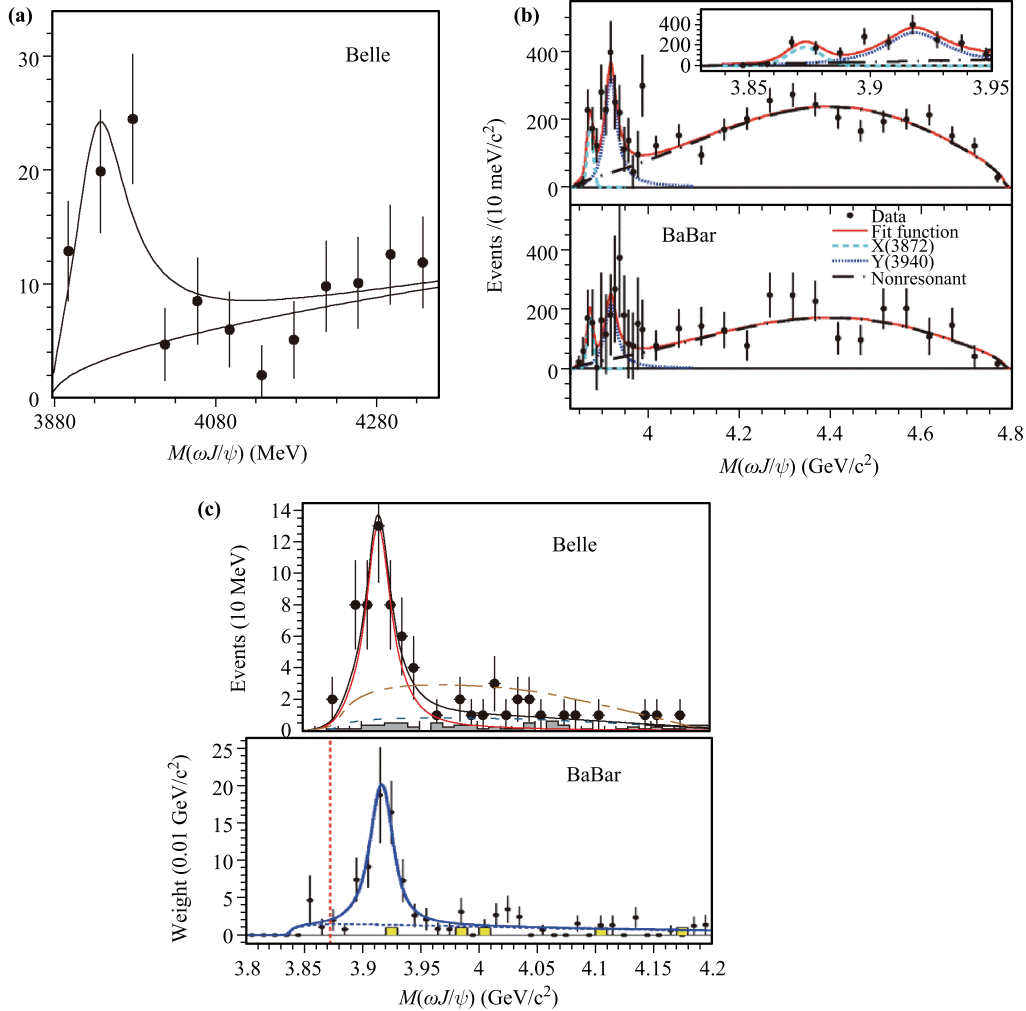 (a)
Belle
30
20
10
0
3880
4080
4280
M(ωJ/ψ) (MeV)
(b)
400
200
0
3.85
3.9
3.95
400
200
0
Events /(10 meV/c²)
BaBar
Data
Fit function
X(3872)
Y(3940)
Nonresonant
400
200
0
4
4.2
4.4
4.6
4.8
M(ωJ/ψ) (GeV/c²)
(c)
Belle
14
12
10
8
6
4
2
0
Events (10 MeV)
BaBar
25
20
15
10
5
0
Weight (0.01 GeV/c²)
3.8
3.85
3.9
3.95
4
4.05
4.1
4.15
4.2
M(ωJ/ψ) (GeV/c²)